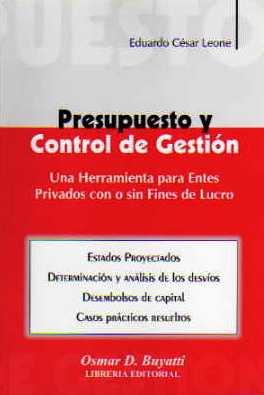 PUESTO
Eduardo César Leone
Presupuesto y
Control de Gestión
Una Herramienta para Entes
Privados con o sin Fines de Lucro
Estados Proyectados
Determinación y análisis de los desvíos
Desembolsos de capital
Casos prácticos resueltos
Osmar D. Buyatti
LIBRERIA EDITORIAL